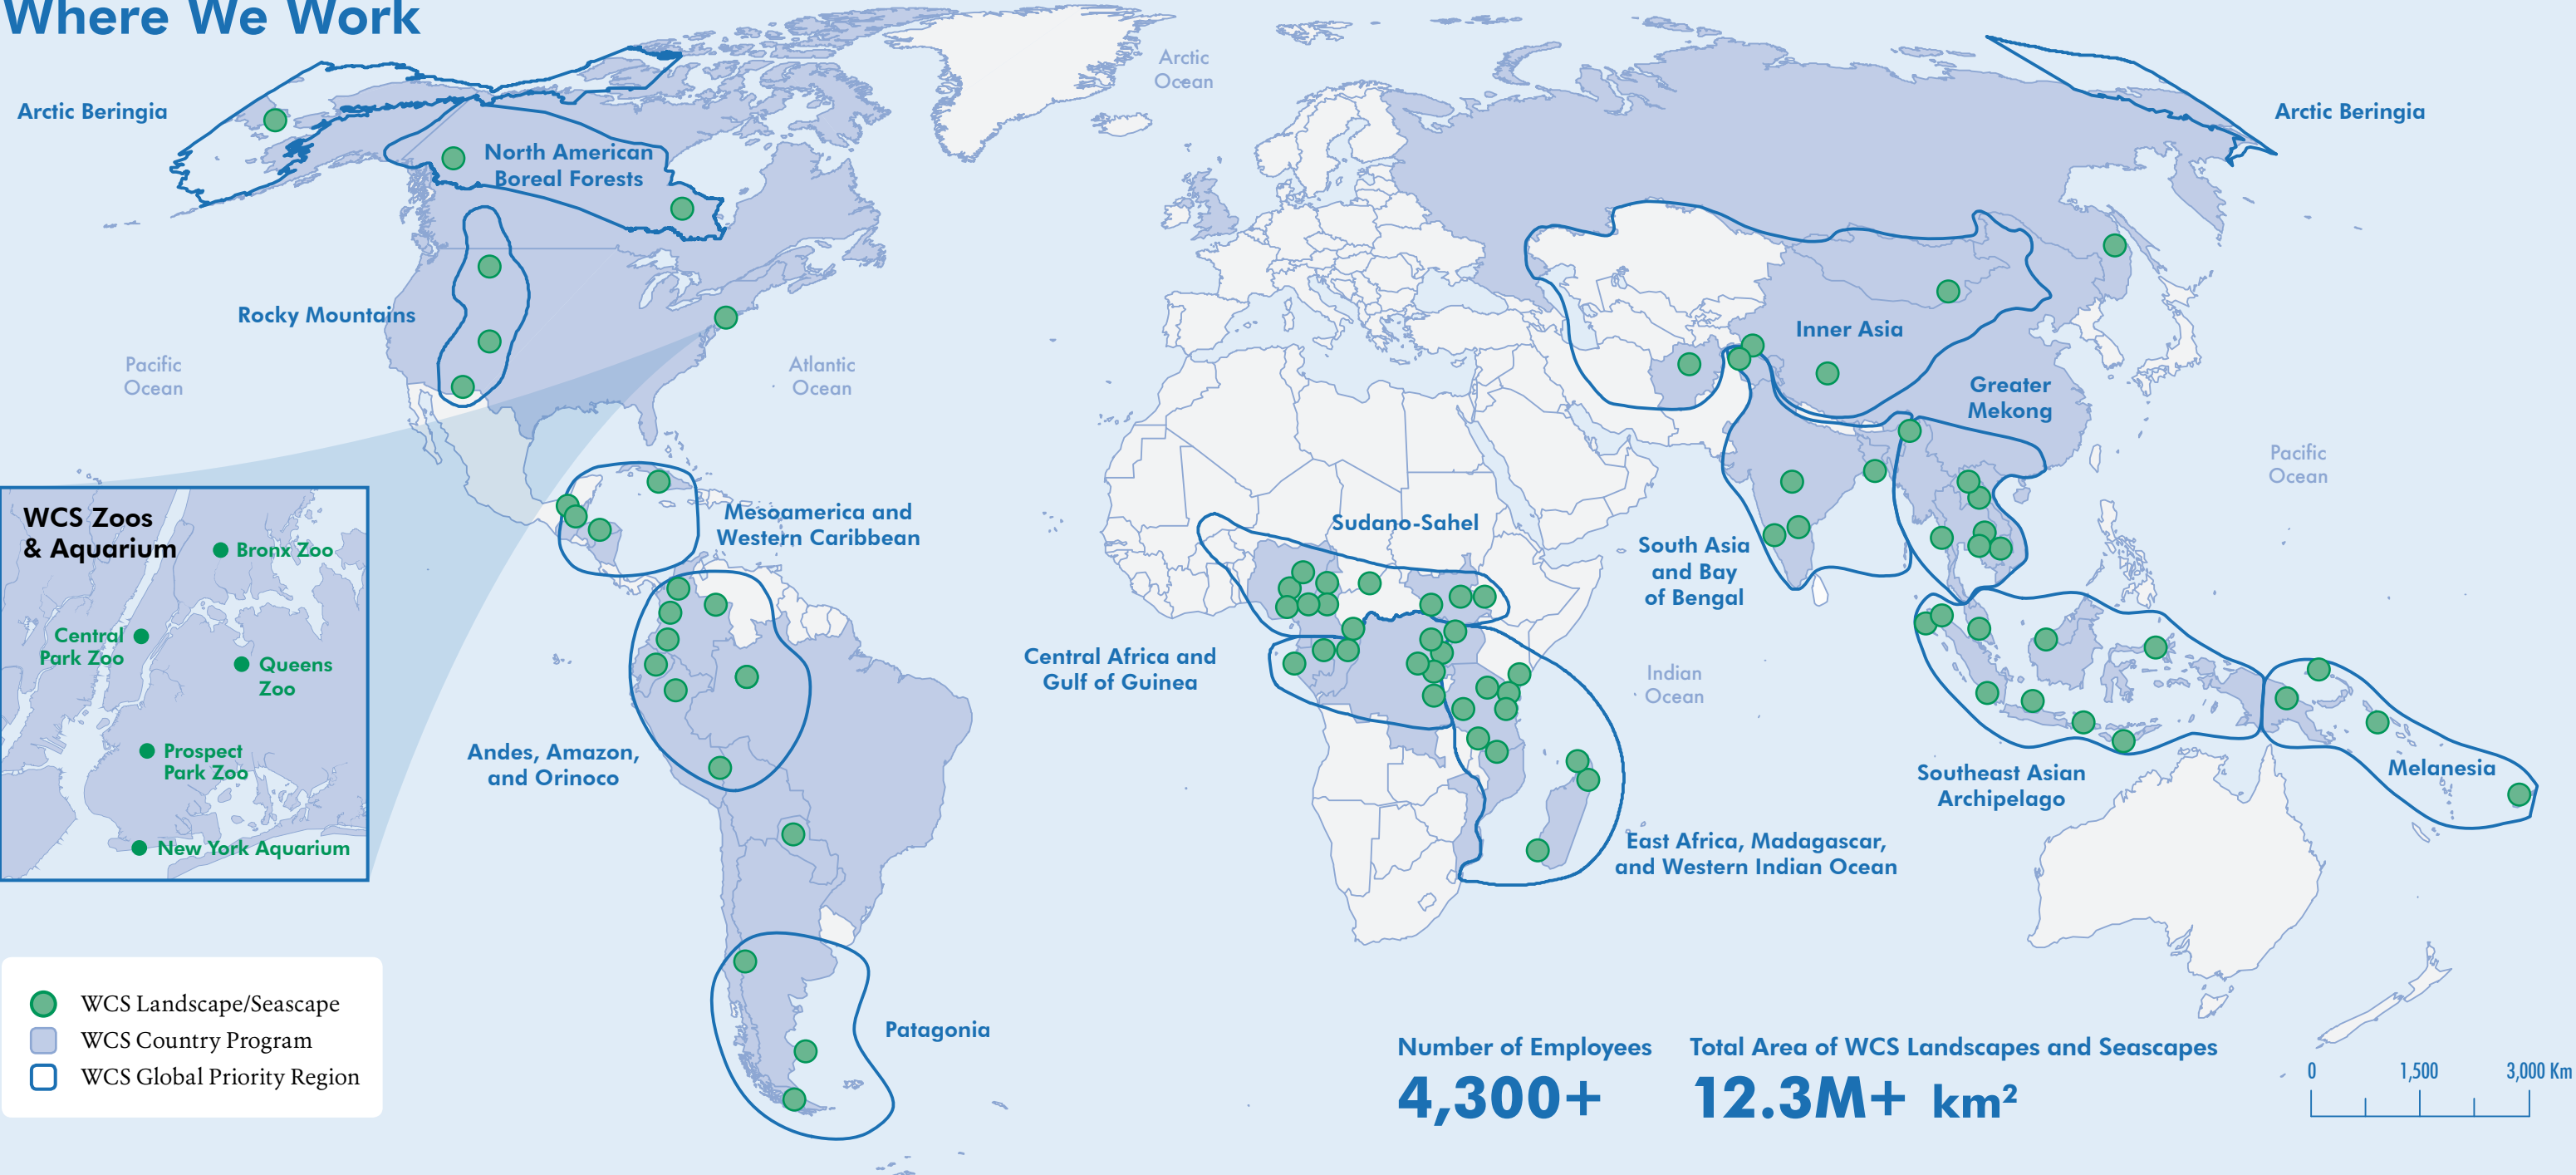 Where We Work
Arctic
Ocean
Arctic Beringia
Arctic Beringia
North American
Boreal Forests
Rocky Mountains
Inner Asia
Pacific
Ocean
Atlantic
Ocean
Greater
Mekong
Pacific
Ocean
Mesoamerica and
Western Caribbean
Sudano-Sahel
South Asia
and Bay
of Bengal
WCS Zoos
& Aquarium
Bronx Zoo
Central
Park Zoo
Queens
Zoo
Prospect
Park Zoo
New York Aquarium
Central Africa and
Gulf of Guinea
Indian
Ocean
Andes, Amazon,
and Orinoco
Southeast Asian
Archipelago
Melanesia
East Africa, Madagascar,
and Western Indian Ocean
Patagonia
WCS Landscape/Seascape
WCS Country Program
WCS Global Priority Region
Number of Employees
4,300+
Total Area of WCS Landscapes and Seascapes
12.3M+ km²
0 1,500 3,000 Km